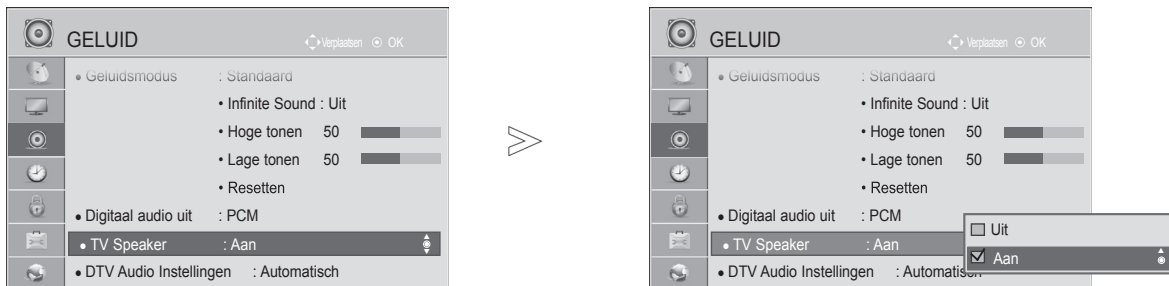 GELUID Verplaatsen OK
• Geluidsmodus : Standaard
• Infinite Sound : Uit
• Hoge tonen 50
• Lage tonen 50
• Resetten
• Digitaal audio uit : PCM
• TV Speaker : Aan
• DTV Audio Instellingen : Automatisch
GELUID Verplaatsen OK
• Geluidsmodus : Standaard
• Infinite Sound : Uit
• Hoge tonen 50
• Lage tonen 50
• Resetten
• Digitaal audio uit : PCM
• TV Speaker : Aan
• DTV Audio Instellingen : Automatisch
Uit
Aan